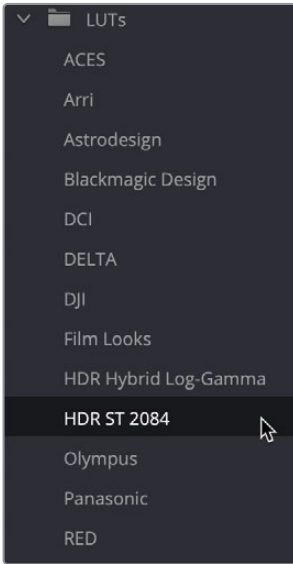 LUTs
ACES
Arri
Astrodesign
Blackmagic Design
DCI
DELTA
DJI
Film Looks
HDR Hybrid Log-Gamma
HDR ST 2084
Olympus
Panasonic
RED